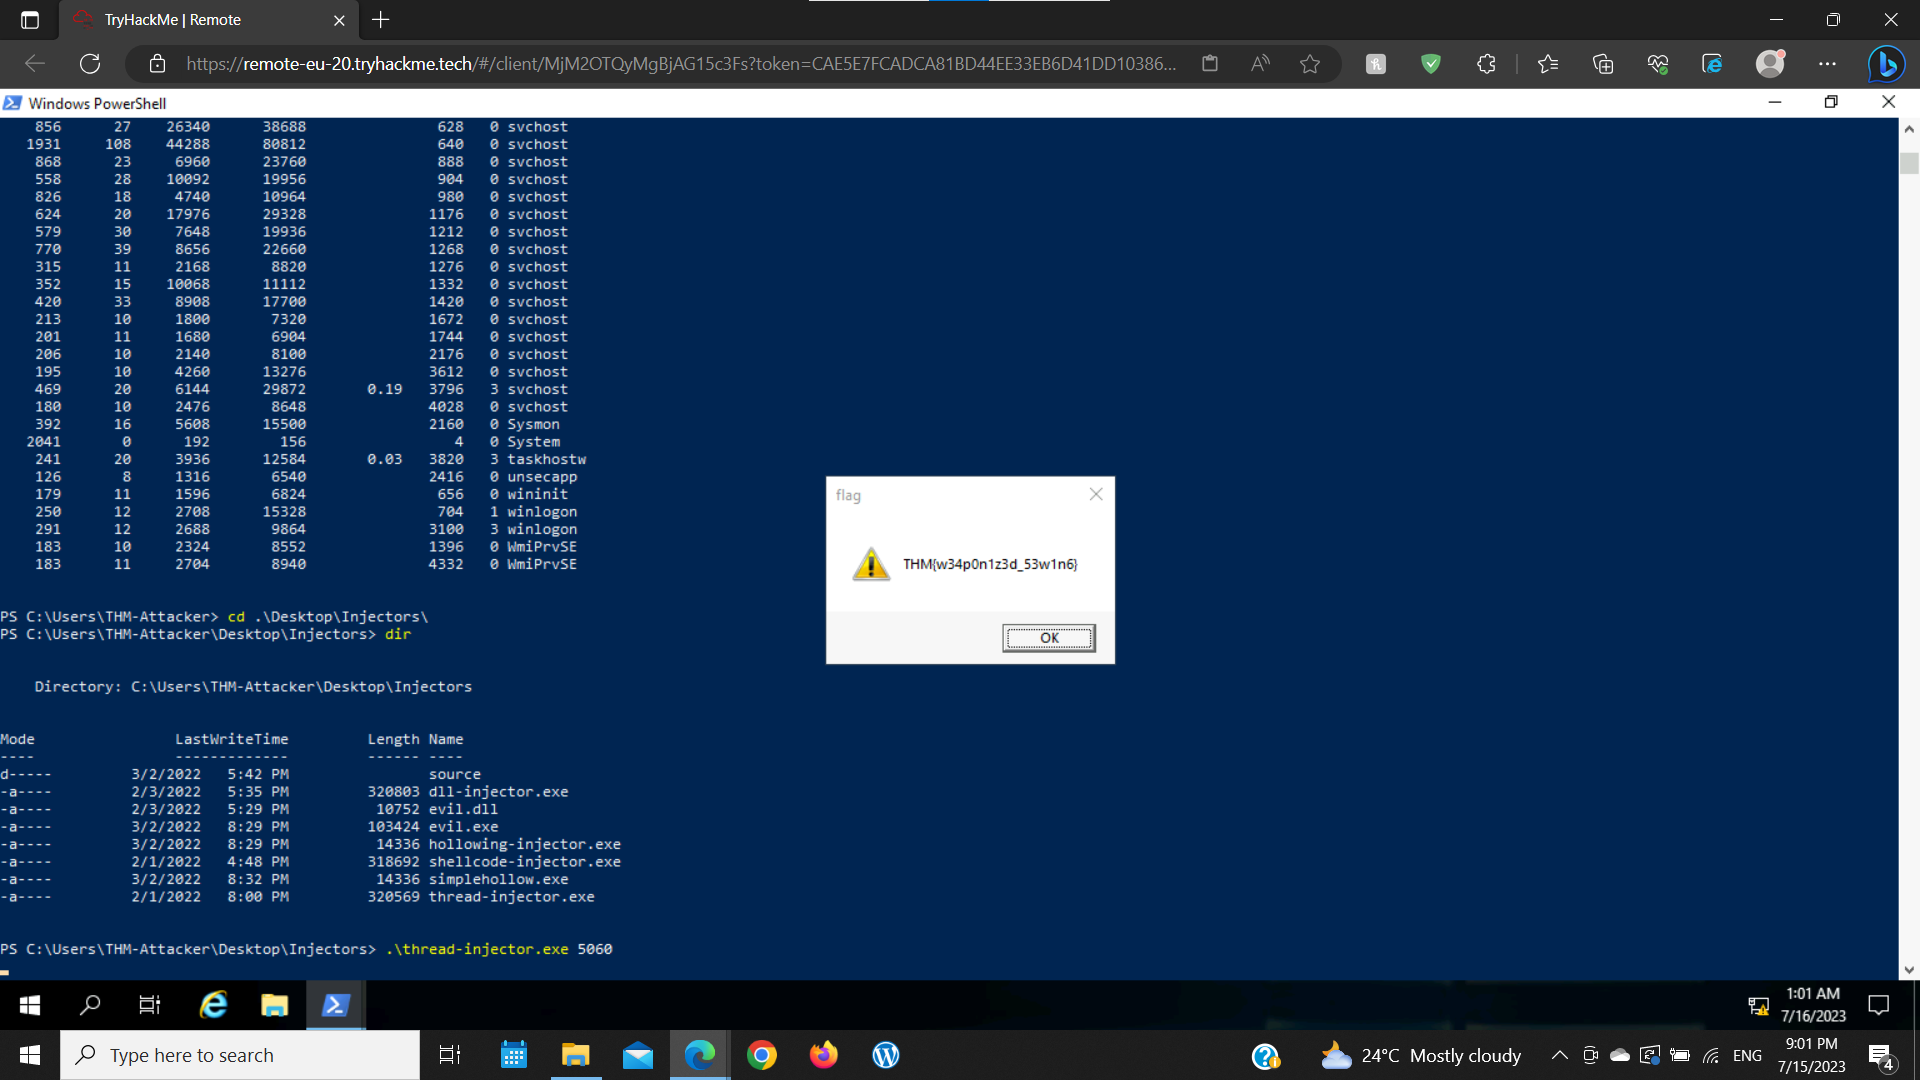 TryHackMe | Remote
https://remote-eu-20.tryhackme.tech/#/client/MjM2OTQyMgBjAG15c3Fs?token=CAE5E7FCADCA81BD44EE33EB6D41DD10386...
Windows PowerShell
856 27 26340 38688 628 0 svchost
1931 108 44288 80812 640 0 svchost
868 23 6960 23760 888 0 svchost
558 28 10092 19956 904 0 svchost
826 18 4740 10964 980 0 svchost
624 20 17976 29328 1176 0 svchost
579 30 7648 19936 1212 0 svchost
770 39 8656 22660 1268 0 svchost
315 11 2168 8820 1276 0 svchost
352 15 10068 11112 1332 0 svchost
420 33 8908 17700 1420 0 svchost
213 10 1800 7320 1672 0 svchost
201 11 1680 6904 1744 0 svchost
206 10 2140 8100 2176 0 svchost
195 10 4260 13276 3612 0 svchost
469 20 6144 29872 0.19 3796 3 svchost
180 10 2476 8648 4028 0 svchost
392 16 5608 15500 2160 0 Sysmon
2041 0 192 156 4 0 System
241 20 3936 12584 0.03 3820 3 taskhostw
126 8 1316 6540 2416 0 unsecapp
179 11 1596 6824 656 0 wininit
250 12 2708 15328 704 1 winlogon
291 12 2688 9864 3100 3 winlogon
183 10 2324 8552 1396 0 WmiPrvSE
183 11 2704 8940 4332 0 WmiPrvSE
PS C:\Users\THM-Attacker> cd .\Desktop\Injectors\
PS C:\Users\THM-Attacker\Desktop\Injectors> dir
Directory: C:\Users\THM-Attacker\Desktop\Injectors
Mode LastWriteTime Length Name
---- ------------- ------ ----
d----- 3/2/2022 5:42 PM source
-a---- 2/3/2022 5:35 PM 320803 dll-injector.exe
-a---- 2/3/2022 5:29 PM 10752 evil.dll
-a---- 3/2/2022 8:29 PM 103424 evil.exe
-a---- 3/2/2022 8:29 PM 14336 hollowing-injector.exe
-a---- 2/1/2022 4:48 PM 318692 shellcode-injector.exe
-a---- 3/2/2022 8:32 PM 14336 simplehollow.exe
-a---- 2/1/2022 8:00 PM 320569 thread-injector.exe
PS C:\Users\THM-Attacker\Desktop\Injectors> .\thread-injector.exe 5060
flag
THM{w34p0n1z3d_53w1n6}
OK
1:01 AM
7/16/2023
Type here to search
24°C Mostly cloudy
ENG
9:01 PM
7/15/2023
4